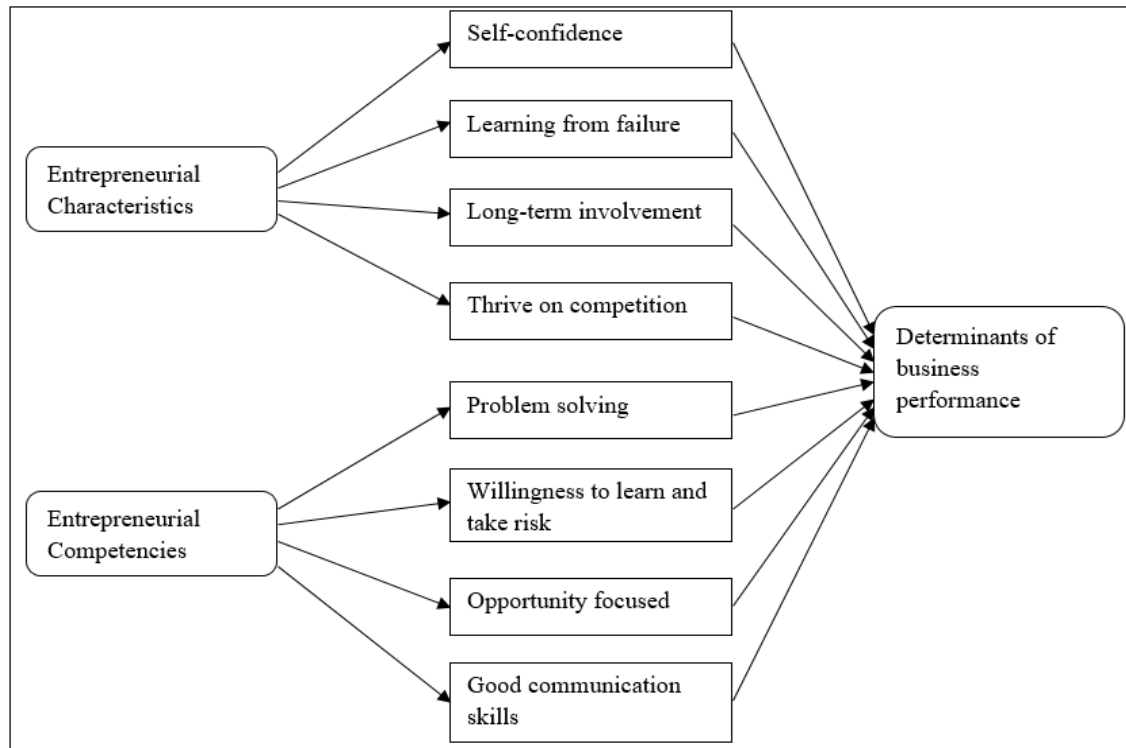 Self-confidence
Learning from failure
Entrepreneurial
Characteristics
Long-term involvement
Thrive on competition
Determinants of
business
performance
Problem solving
Willingness to learn and
take risk
Entrepreneurial
Competencies
Opportunity focused
Good communication
skills